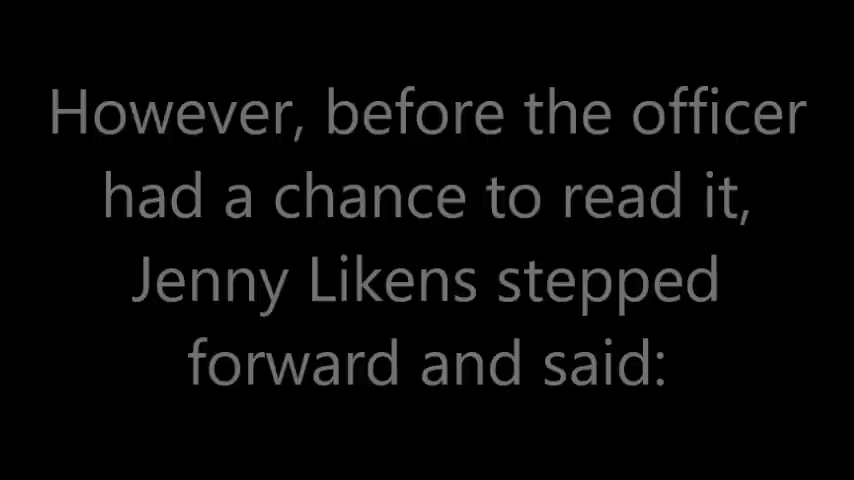 However, before the officer
had a chance to read it,
Jenny Likens stepped
forward and said: